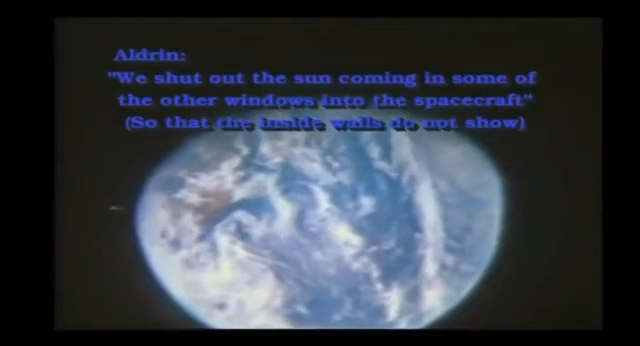 Aldrin:
"We shut out the sun coming in some of
the other windows into the spacecraft"
(So that the inside walls do not show)